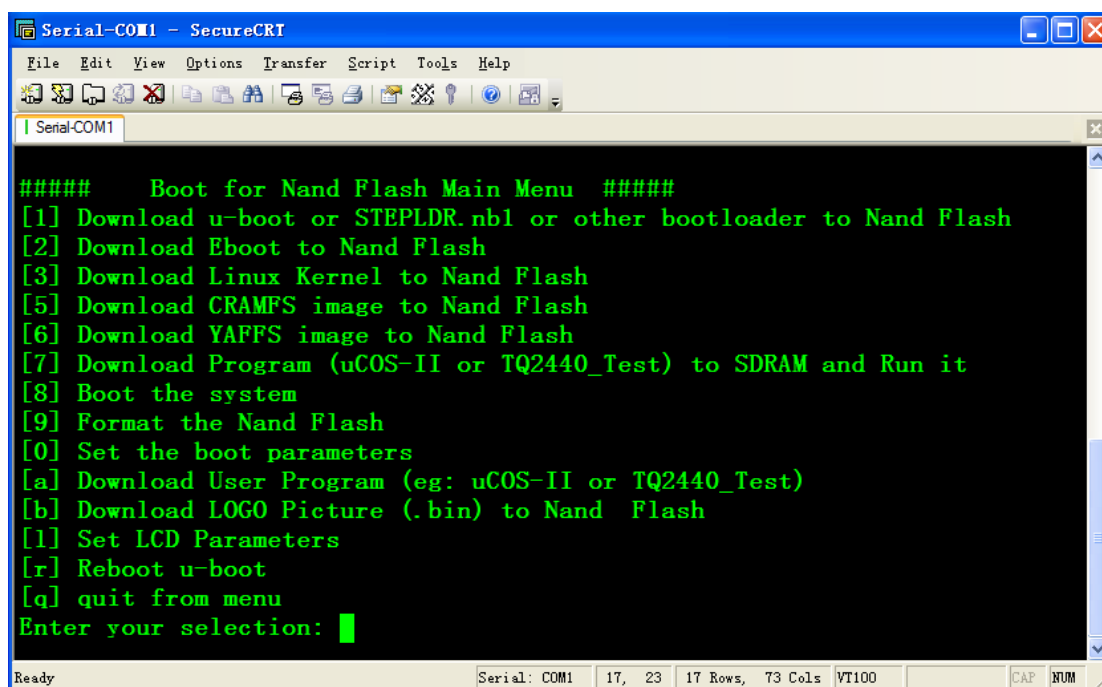 Serial-COM1 - SecureCRT
File Edit View Options Transfer Script Tools Help
Serial-COM1
##### Boot for Nand Flash Main Menu #####
[1] Download u-boot or STEPLDR.nb1 or other bootloader to Nand Flash
[2] Download Eboot to Nand Flash
[3] Download Linux Kernel to Nand Flash
[5] Download CRAMFS image to Nand Flash
[6] Download YAFFS image to Nand Flash
[7] Download Program (uCOS-II or TQ2440_Test) to SDRAM and Run it
[8] Boot the system
[9] Format the Nand Flash
[0] Set the boot parameters
[a] Download User Program (eg: uCOS-II or TQ2440_Test)
[b] Download LOGO Picture (.bin) to Nand  Flash
[l] Set LCD Parameters
[r] Reboot u-boot
[q] quit from menu
Enter your selection:
Ready Serial: COM1 17, 23 17 Rows, 73 Cols VT100 CAP NUM